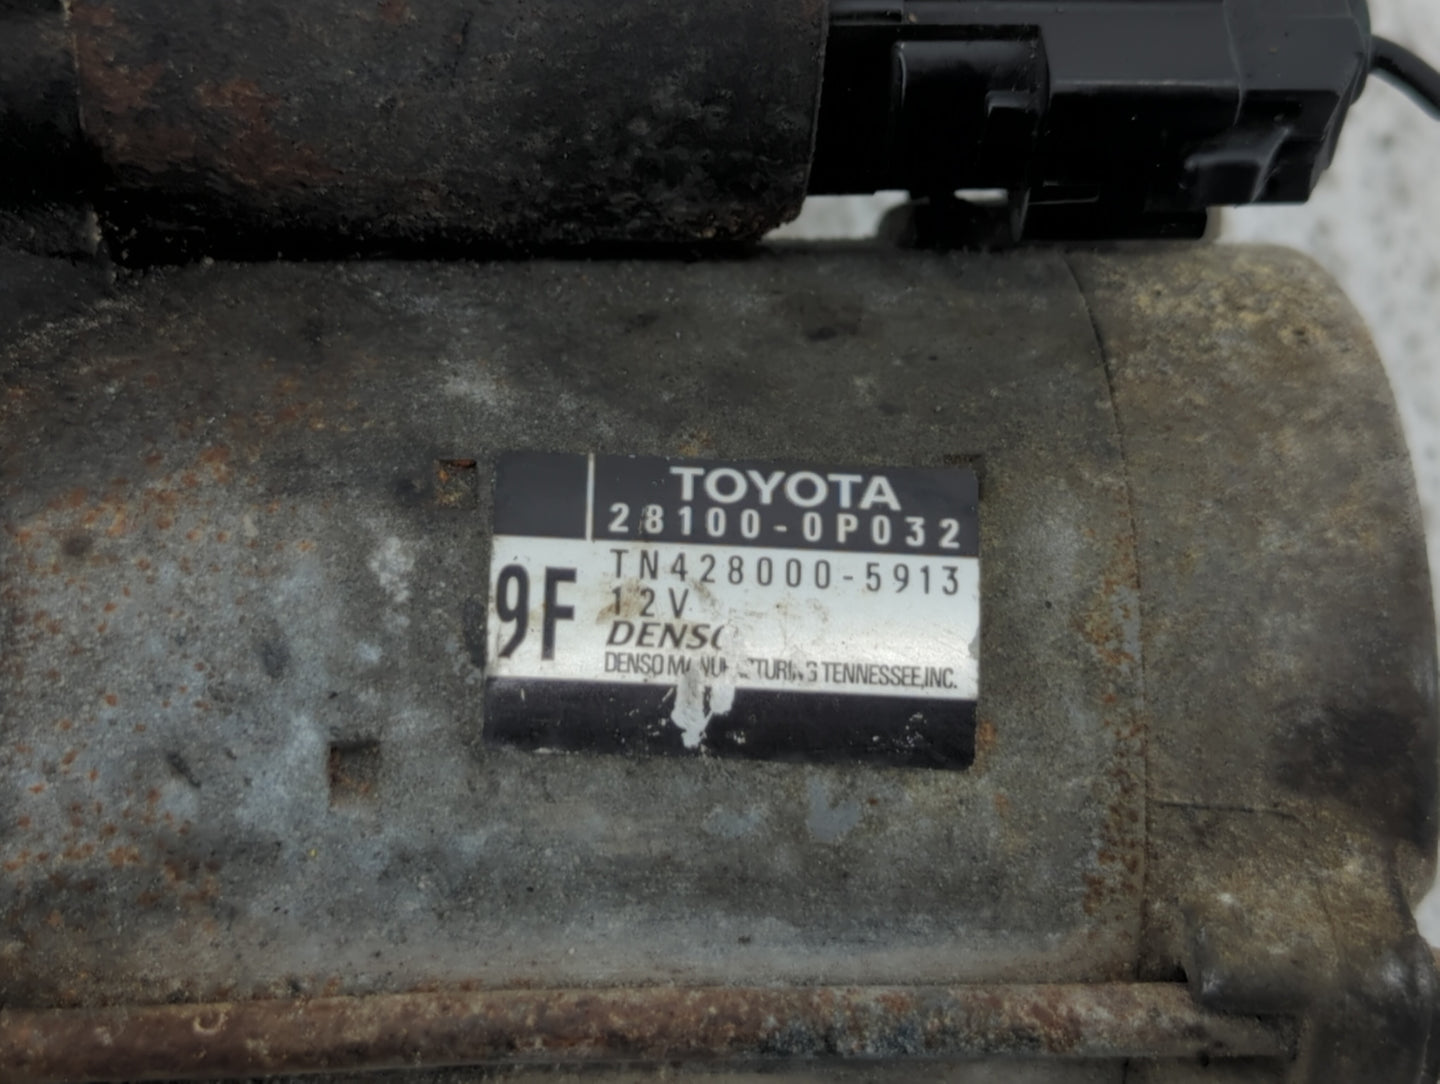 TOYOTA
28100-0P032
TN428000-5913
9F
12V
DENSO
DENSO MANUFACTURING TENNESSEE,INC.